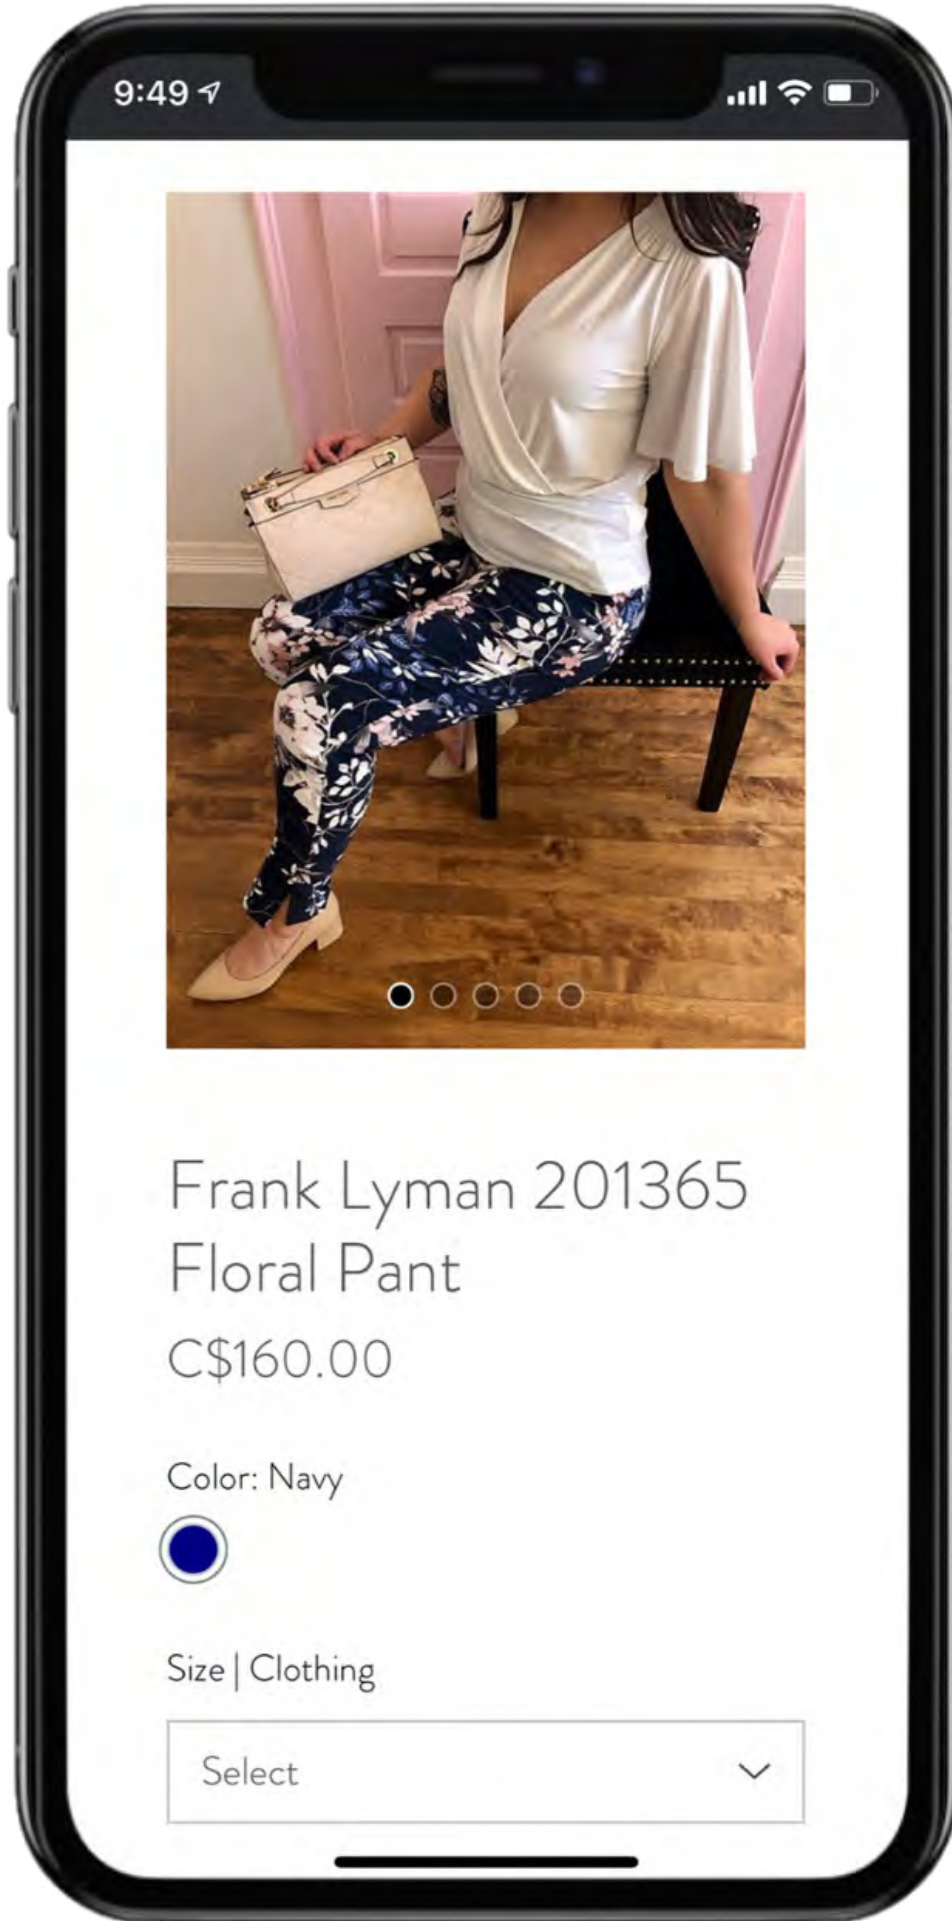 9:49
Frank Lyman 201365
Floral Pant
C$160.00
Color: Navy
Size | Clothing
Select